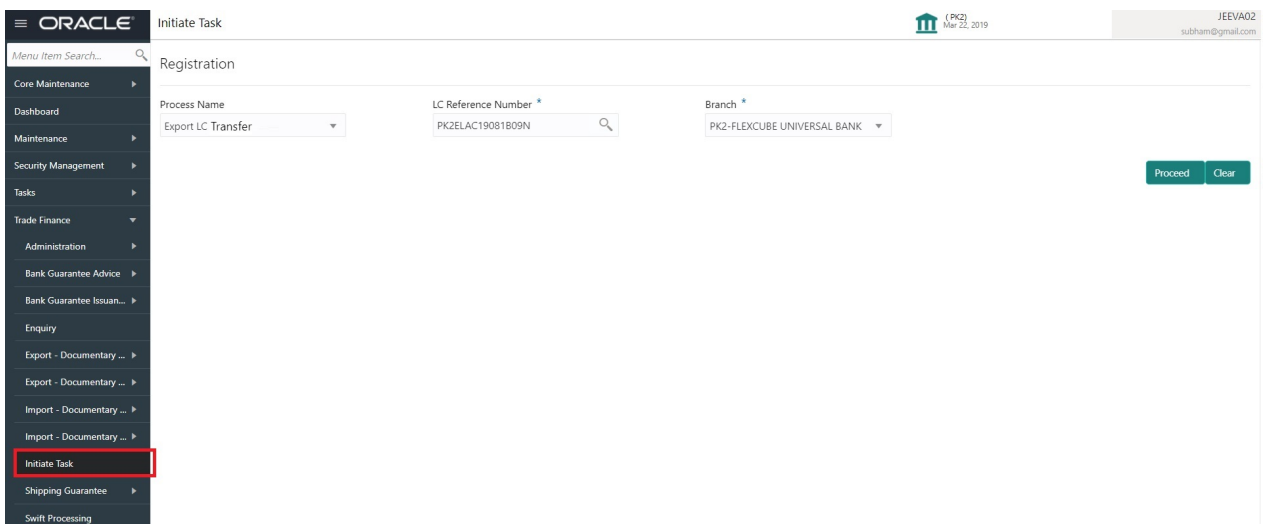 ORACLE
Initiate Task
( PK2)
Mar 22, 2019
JEEVA02
subham@gmail.com
Menu Item Search...
Core Maintenance
Dashboard
Maintenance
Security Management
Tasks
Trade Finance
Administration
Bank Guarantee Advice
Bank Guarantee Issuan...
Enquiry
Export - Documentary ...
Export - Documentary ...
Import - Documentary ...
Import - Documentary ...
Initiate Task
Shipping Guarantee
Swift Processing
Registration
Process Name
LC Reference Number *
Branch *
Export LC Transfer
PK2ELAC19081B09N
PK2-FLEXCUBE UNIVERSAL BANK
Proceed
Clear